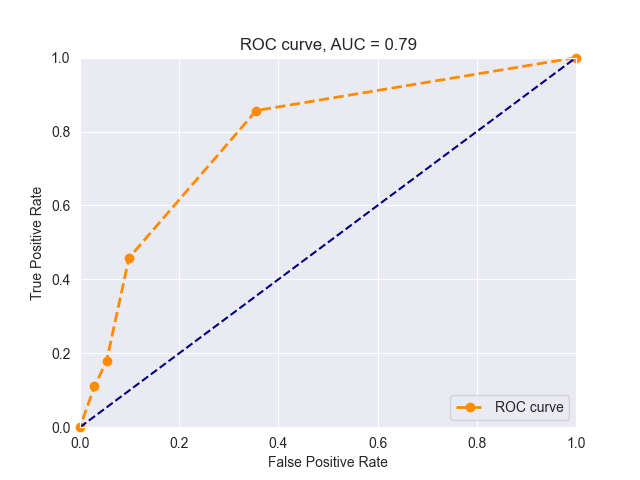 ROC curve, AUC = 0.79
True Positive Rate
1.0
0.8
0.6
0.4
0.2
0.0
0.0 0.2 0.4 0.6 0.8 1.0
False Positive Rate
ROC curve